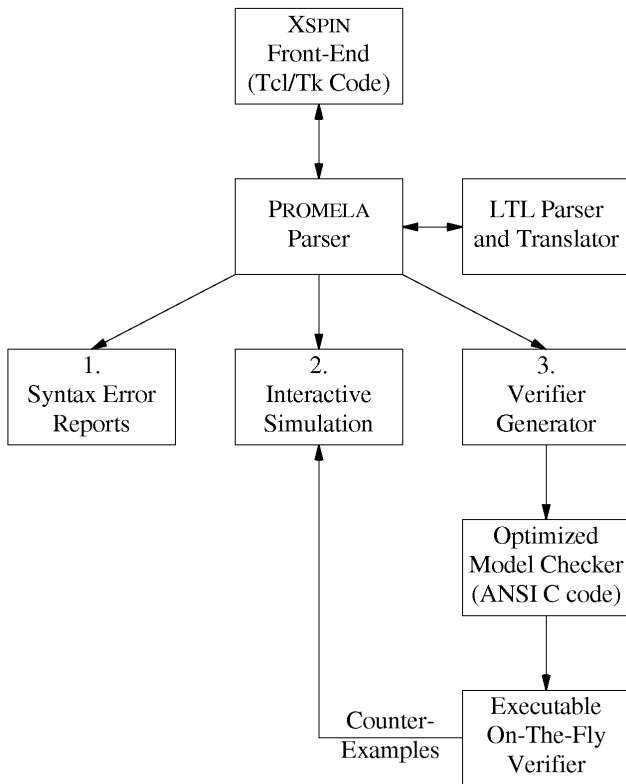 XSPIN
Front-End
(Tcl/Tk Code)
PROMELA
Parser
LTL Parser
and Translator
1.
Syntax Error
Reports
2.
Interactive
Simulation
3.
Verifier
Generator
Optimized
Model Checker
(ANSI C code)
Counter-
Examples
Executable
On-The-Fly
Verifier